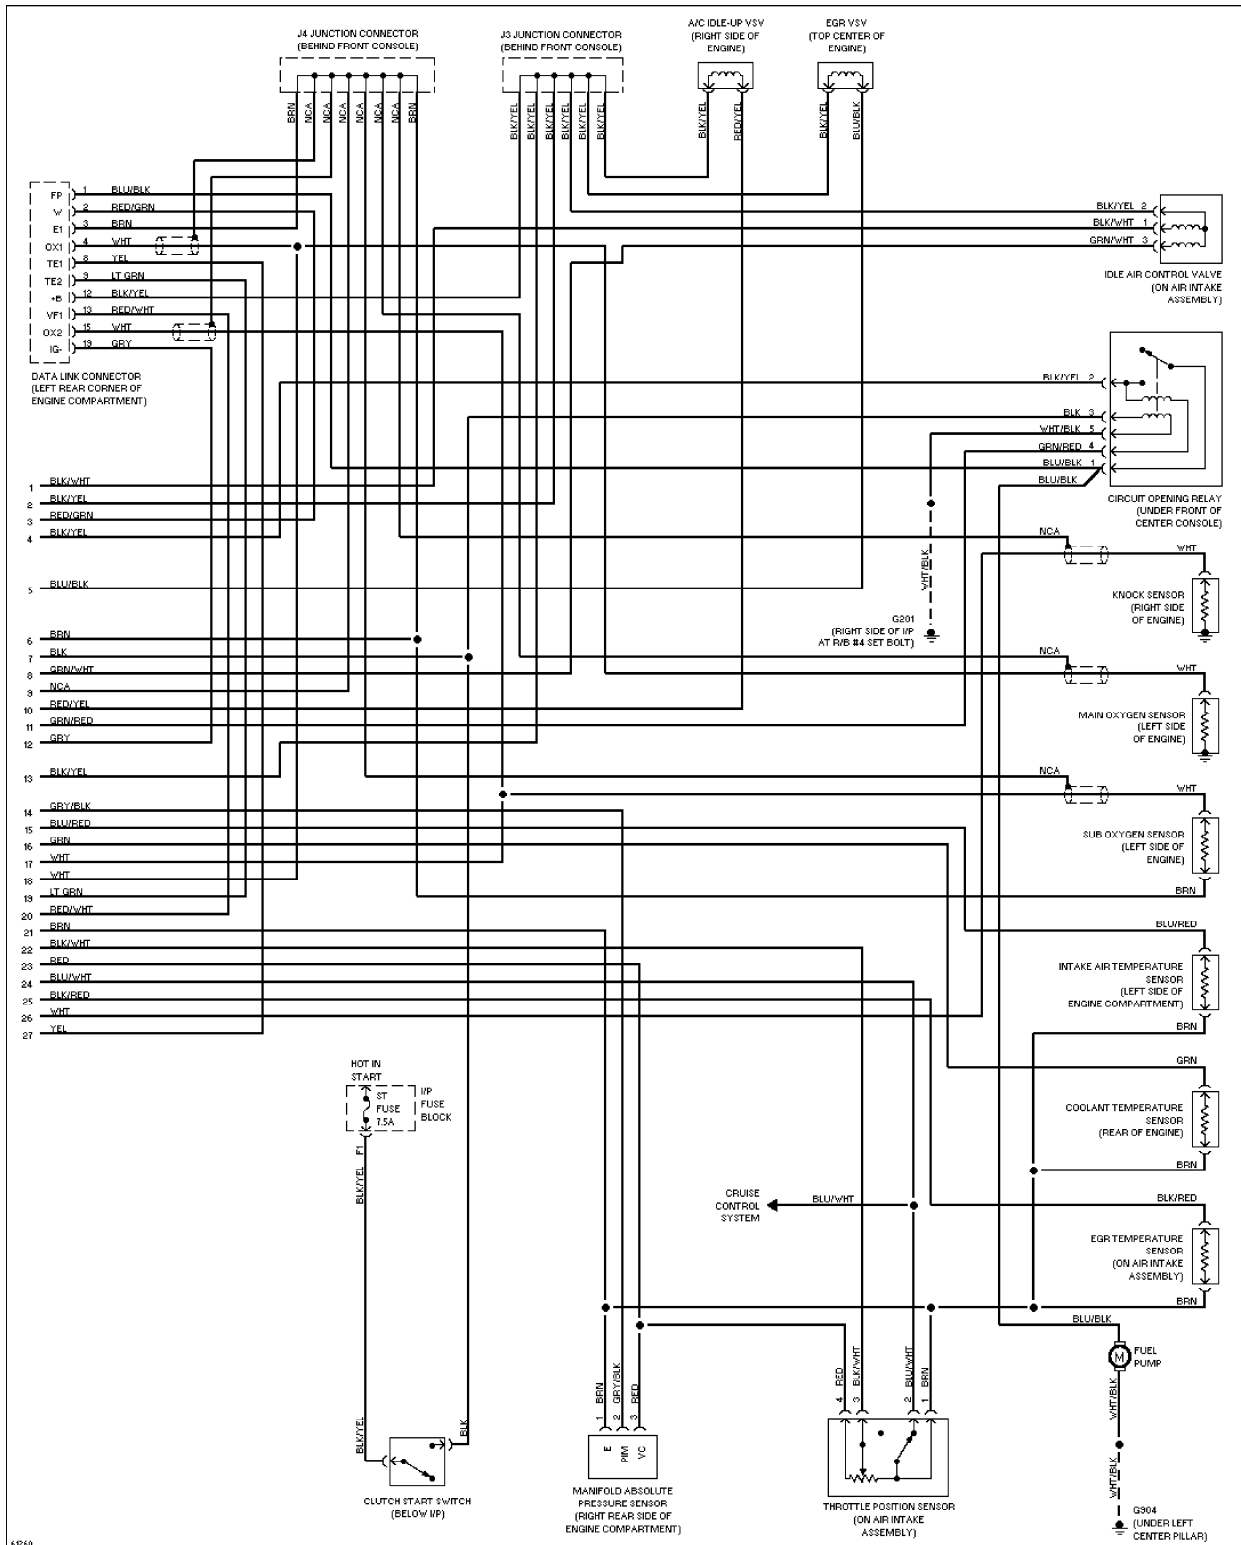 J4 JUNCTION CONNECTOR
(BEHIND FRONT CONSOLE)
J3 JUNCTION CONNECTOR
(BEHIND FRONT CONSOLE)
A/C IDLE-UP VSV
(RIGHT SIDE OF
ENGINE)
EGR VSV
(TOP CENTER OF
ENGINE)
BRN
NCA
NCA
NCA
NCA
NCA
NCA
BRN
BLK/YEL
BLK/YEL
BLK/YEL
BLK/YEL
BLK/YEL
BLK/YEL
BLK/YEL
RED/YEL
BLK/YEL
BLU/BLK
FP 1 BLU/BLK
W 2 RED/GRN
E1 3 BRN
OX1 4 WHT
TE1 8 YEL
TE2 9 LT GRN
+B 12 BLK/YEL
VF1 13 RED/WHT
OX2 15 WHT
IG- 19 GRY
DATA LINK CONNECTOR
(LEFT REAR CORNER OF
ENGINE COMPARTMENT)
BLK/YEL 2
BLK/WHT 1
GRN/WHT 3
IDLE AIR CONTROL VALVE
(ON AIR INTAKE
ASSEMBLY)
BLK/YEL 2
BLK 3
WHT/BLK 5
GRN/RED 4
BLU/BLK 1
BLU/BLK
CIRCUIT OPENING RELAY
(UNDER FRONT OF
CENTER CONSOLE)
1 BLK/WHT
2 BLK/YEL
3 RED/GRN
4 BLK/YEL
5 BLU/BLK
6 BRN
7 BLK
8 GRN/WHT
9 NCA
10 RED/YEL
11 GRN/RED
12 GRY
13 BLK/YEL
14 GRY/BLK
15 BLU/RED
16 GRN
17 WHT
18 WHT
19 LT GRN
20 RED/WHT
21 BRN
22 BLK/WHT
23 RED
24 BLU/WHT
25 BLK/RED
26 WHT
27 YEL
WHT/BLK
G201
(RIGHT SIDE OF I/P
AT R/B #4 SET BOLT)
NCA
WHT
KNOCK SENSOR
(RIGHT SIDE
OF ENGINE)
NCA
WHT
MAIN OXYGEN SENSOR
(LEFT SIDE
OF ENGINE)
NCA
WHT
SUB OXYGEN SENSOR
(LEFT SIDE OF
ENGINE)
BRN
BLU/RED
INTAKE AIR TEMPERATURE
SENSOR
(LEFT SIDE OF
ENGINE COMPARTMENT)
BRN
GRN
COOLANT TEMPERATURE
SENSOR
(REAR OF ENGINE)
BRN
BLK/RED
EGR TEMPERATURE
SENSOR
(ON AIR INTAKE
ASSEMBLY)
BRN
HOT IN
START
ST
FUSE
7.5A
I/P
FUSE
BLOCK
F1
BLK/YEL
BLK/YEL
BLK
CLUTCH START SWITCH
(BELOW I/P)
CRUISE
CONTROL
SYSTEM
BLU/WHT
1 BRN
2 GRY/BLK
3 RED
E
PIM
VC
MANIFOLD ABSOLUTE
PRESSURE SENSOR
(RIGHT REAR SIDE OF
ENGINE COMPARTMENT)
4 RED
3 BLK/WHT
2 BLU/WHT
1 BRN
THROTTLE POSITION SENSOR
(ON AIR INTAKE
ASSEMBLY)
BLU/BLK
M
FUEL
PUMP
WHT/BLK
WHT/BLK
G904
(UNDER LEFT
CENTER PILLAR)